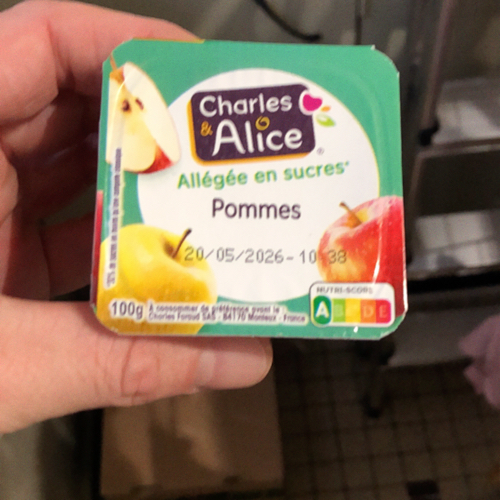 Charles
& Alice
®
Allégée en sucres*
Pommes
20/05/2026 - 10 38
100g
À consommer de préférence avant le
Charles Faraud SAS - 84170 Monteux - France
NUTRI-SCORE
A B C D E